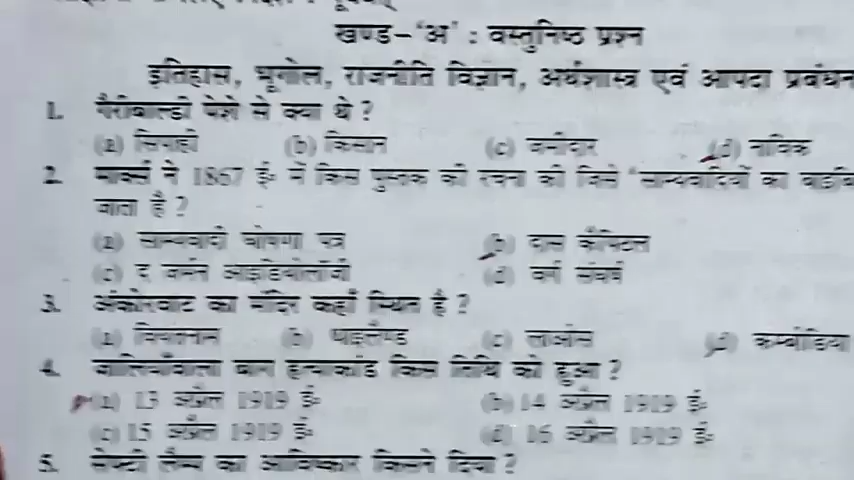 खण्ड-'अ' : वस्तुनिष्ठ प्रश्न
इतिहास, भूगोल, राजनीति विज्ञान, अर्थशास्त्र एवं आपदा प्रबंधन
1. गैरीबाल्डी पेशे से क्या थे ?
(a) सिपाही (b) किसान (c) जमींदार (d) नाविक
2. मार्क्स ने 1867 ई॰ में किस पुस्तक की रचना की जिसे "साम्यवादियों का बाइबि
जाता है ?
(a) साम्यवादी घोषणा पत्र (b) दास कैपिटल
(c) द जर्मन आइडियोलॉजी (d) वर्ग संघर्ष
3. अंकोरवाट का मंदिर कहाँ स्थित है ?
(a) वियतनाम (b) थाइलैण्ड (c) लाओस (d) कम्बोडिया
4. जालियाँवाला बाग हत्याकांड किस तिथि को हुआ ?
(a) 13 अप्रैल 1919 ई॰ (b) 14 अप्रैल 1919 ई॰
(c) 15 अप्रैल 1919 ई॰ (d) 16 अप्रैल 1919 ई॰
5. सेफ्टी लैम्प का आविष्कार किसने दिया ?